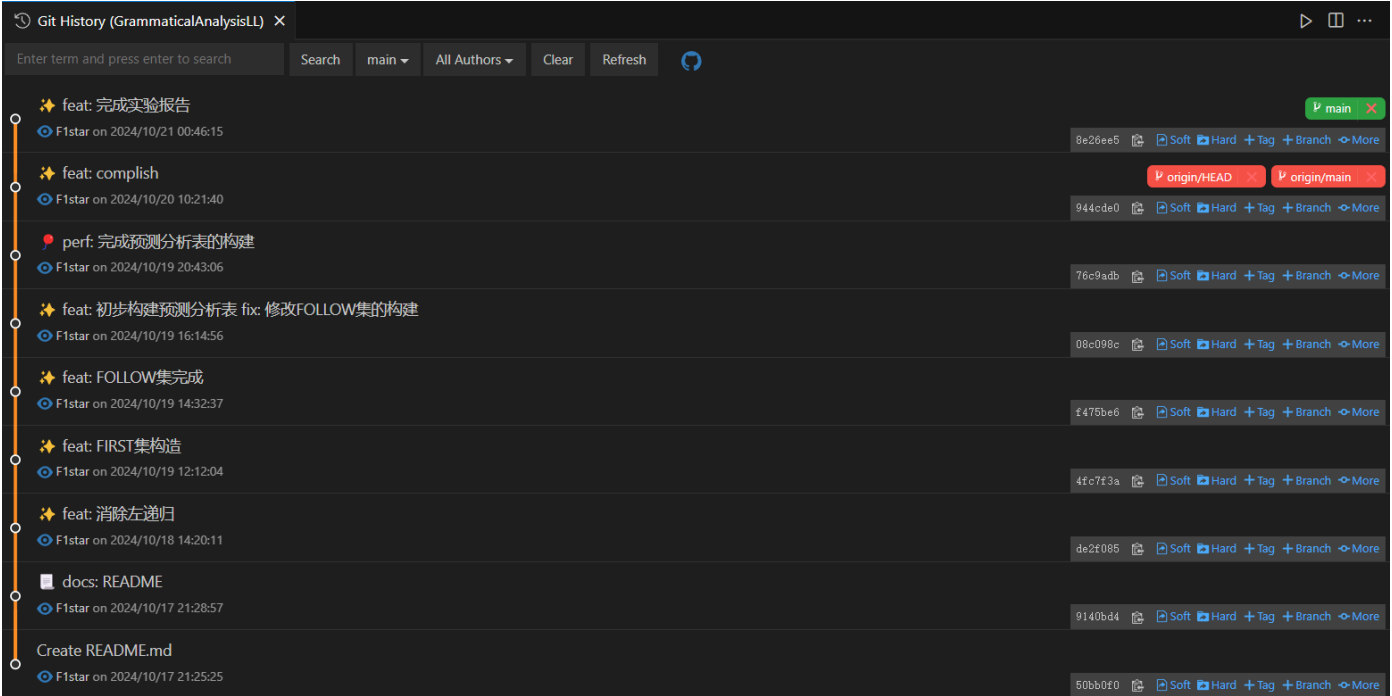 Git History (GrammaticalAnalysisLL)
Enter term and press enter to search Search main All Authors Clear Refresh
feat: 完成实验报告
main
F1star on 2024/10/21 00:46:15
8e26ee5 Soft Hard +Tag +Branch More
feat: complish
origin/HEAD origin/main
F1star on 2024/10/20 10:21:40
944cde0 Soft Hard +Tag +Branch More
perf: 完成预测分析表的构建
F1star on 2024/10/19 20:43:06
76c9adb Soft Hard +Tag +Branch More
feat: 初步构建预测分析表 fix: 修改FOLLOW集的构建
F1star on 2024/10/19 16:14:56
08c098c Soft Hard +Tag +Branch More
feat: FOLLOW集完成
F1star on 2024/10/19 14:32:37
f475be6 Soft Hard +Tag +Branch More
feat: FIRST集构造
F1star on 2024/10/19 12:12:04
4fc7f3a Soft Hard +Tag +Branch More
feat: 消除左递归
F1star on 2024/10/18 14:20:11
de2f085 Soft Hard +Tag +Branch More
docs: README
F1star on 2024/10/17 21:28:57
9140bd4 Soft Hard +Tag +Branch More
Create README.md
F1star on 2024/10/17 21:25:25
50bb0f0 Soft Hard +Tag +Branch More